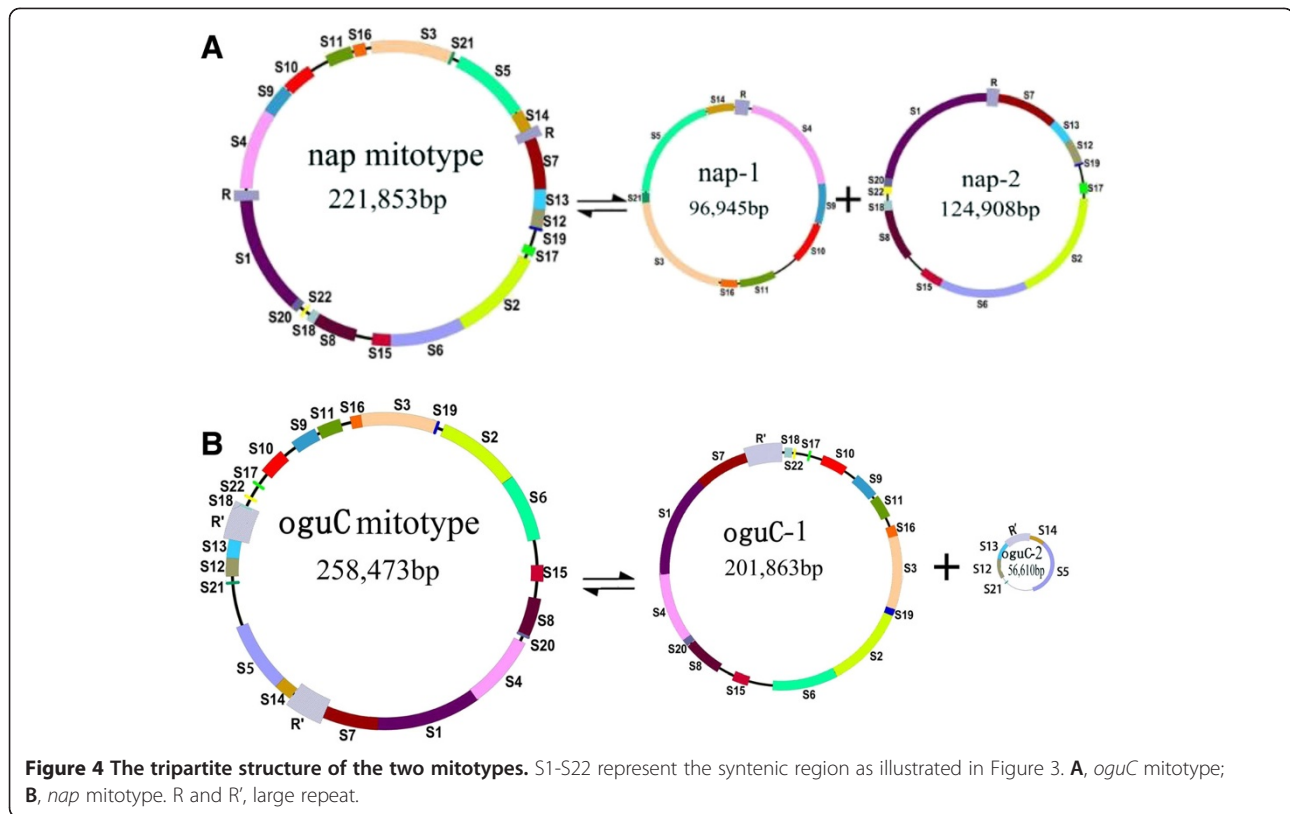 A
S16
S3
S21
S11
S10
S5
S9
S14
R
S4
S7
nap mitotype
221,853bp
R
S13
S12
S19
S17
S1
S2
S22
S20
S18
S8
S15
S6
S14
R
S5
S4
nap-1
96,945bp
S21
S9
S3
S10
S16
S11
+
R
S7
S1
S13
S12
S19
nap-2
124,908bp
S20
S22
S17
S18
S8
S2
S15
S6
B
S16
S3
S19
S11
S9
S2
S10
S17
S22
S18
S6
R'
oguC mitotype
258,473bp
S13
S12
S15
S21
S8
S20
S5
S4
S14
R'
S7
S1
R'
S18
S17
S22
S10
S7
S9
S11
S1
S16
oguC-1
201,863bp
S3
S4
S19
S20
S2
S8
S15
S6
+
R'
S14
S13
oguC-2
56,610bp
S12
S5
S21
Figure 4 The tripartite structure of the two mitotypes. S1-S22 represent the syntenic region as illustrated in Figure 3. A, oguC mitotype;
B, nap mitotype. R and R', large repeat.